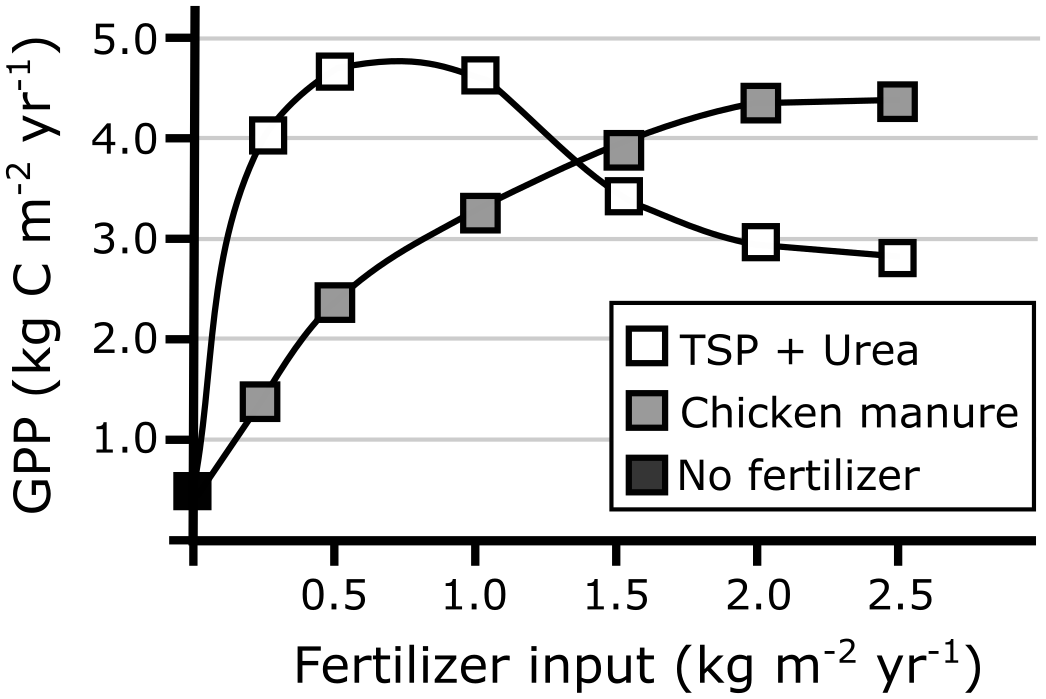 GPP (kg C m⁻² yr⁻¹)
5.0
4.0
3.0
2.0
1.0
TSP + Urea
Chicken manure
No fertilizer
0.5 1.0 1.5 2.0 2.5
Fertilizer input (kg m⁻² yr⁻¹)